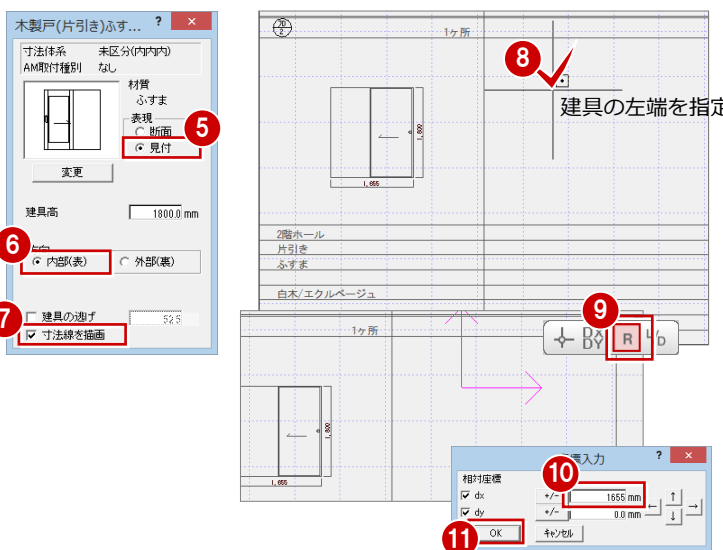 木製戸(片引き)ふす... ? ×
寸法体系 未区分(内内内)
AM取付種別 なし
材質
ふすま
表現
断面
見付
5
変更
建具高 1800.0 mm
6
内部(表) 外部(裏)
7
建具の逃げ 52.5
寸法線を描画
1ヶ所
8
建具の左端を指定
1,800
1,655
2階ホール
片引き
ふすま
白木/エクルベージュ
9
1ヶ所
DX
DY
R
L/D
1,800
1,655
標入力 ? ×
10
相対座標
dx +/- 1655 mm
dy +/- 0.0 mm
← ↑ ↓ →
11
OK キャンセル